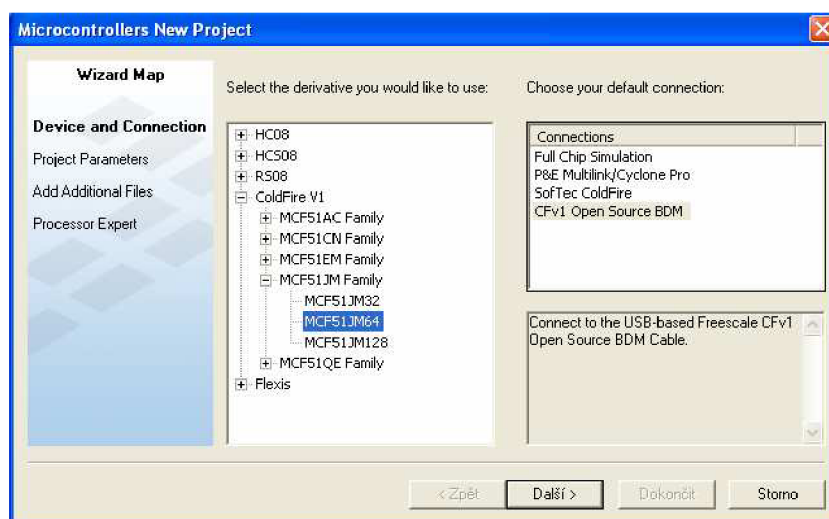 Microcontrollers New Project
Wizard Map
Device and Connection
Project Parameters
Add Additional Files
Processor Expert
Select the derivative you would like to use:
HC08
HCS08
RS08
ColdFire V1
MCF51AC Family
MCF51CN Family
MCF51EM Family
MCF51JM Family
MCF51JM32
MCF51JM64
MCF51JM128
MCF51QE Family
Flexis
Choose your default connection:
Connections
Full Chip Simulation
P&E Multilink/Cyclone Pro
SofTec ColdFire
CFv1 Open Source BDM
Connect to the USB-based Freescale CFv1
Open Source BDM Cable.
< Zpět
Další >
Dokončit
Storno